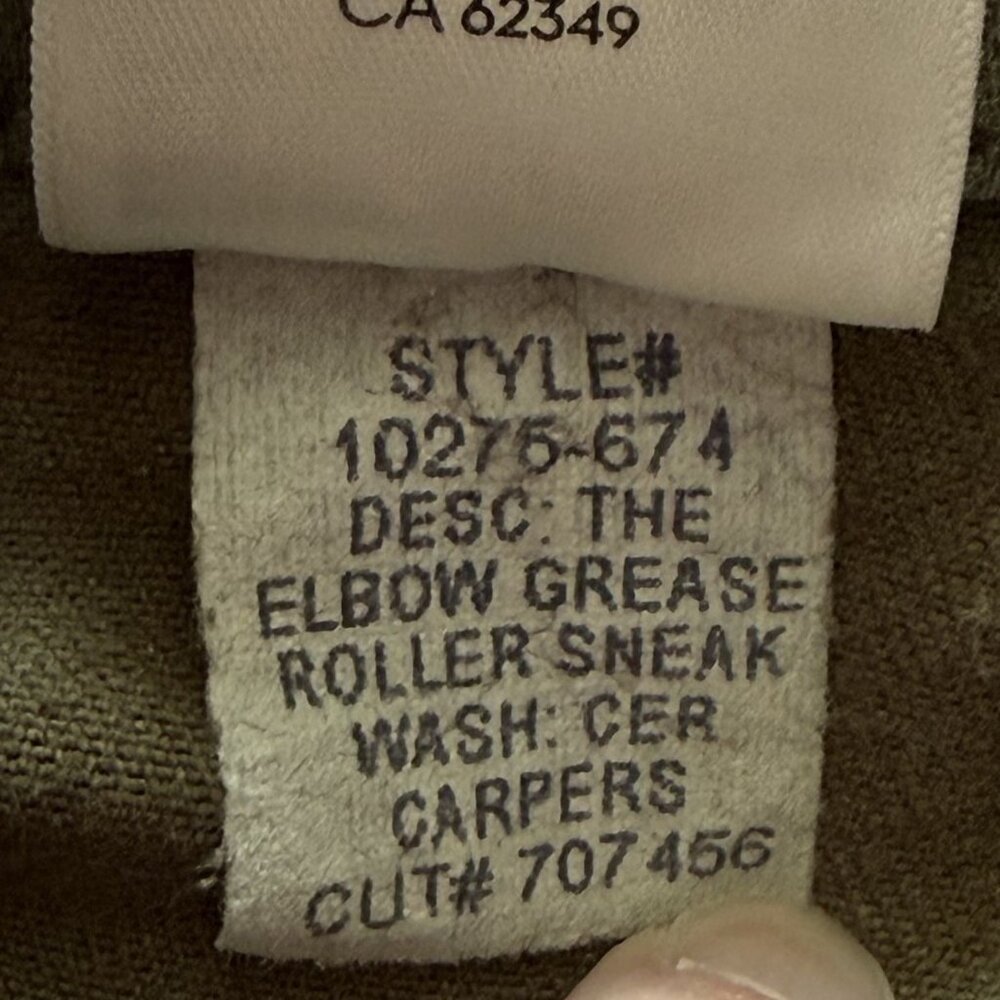 CA 62349
STYLE#
10275-674
DESC: THE
ELBOW GREASE
ROLLER SNEAK
WASH: CER
CARPERS
CUT# 707456